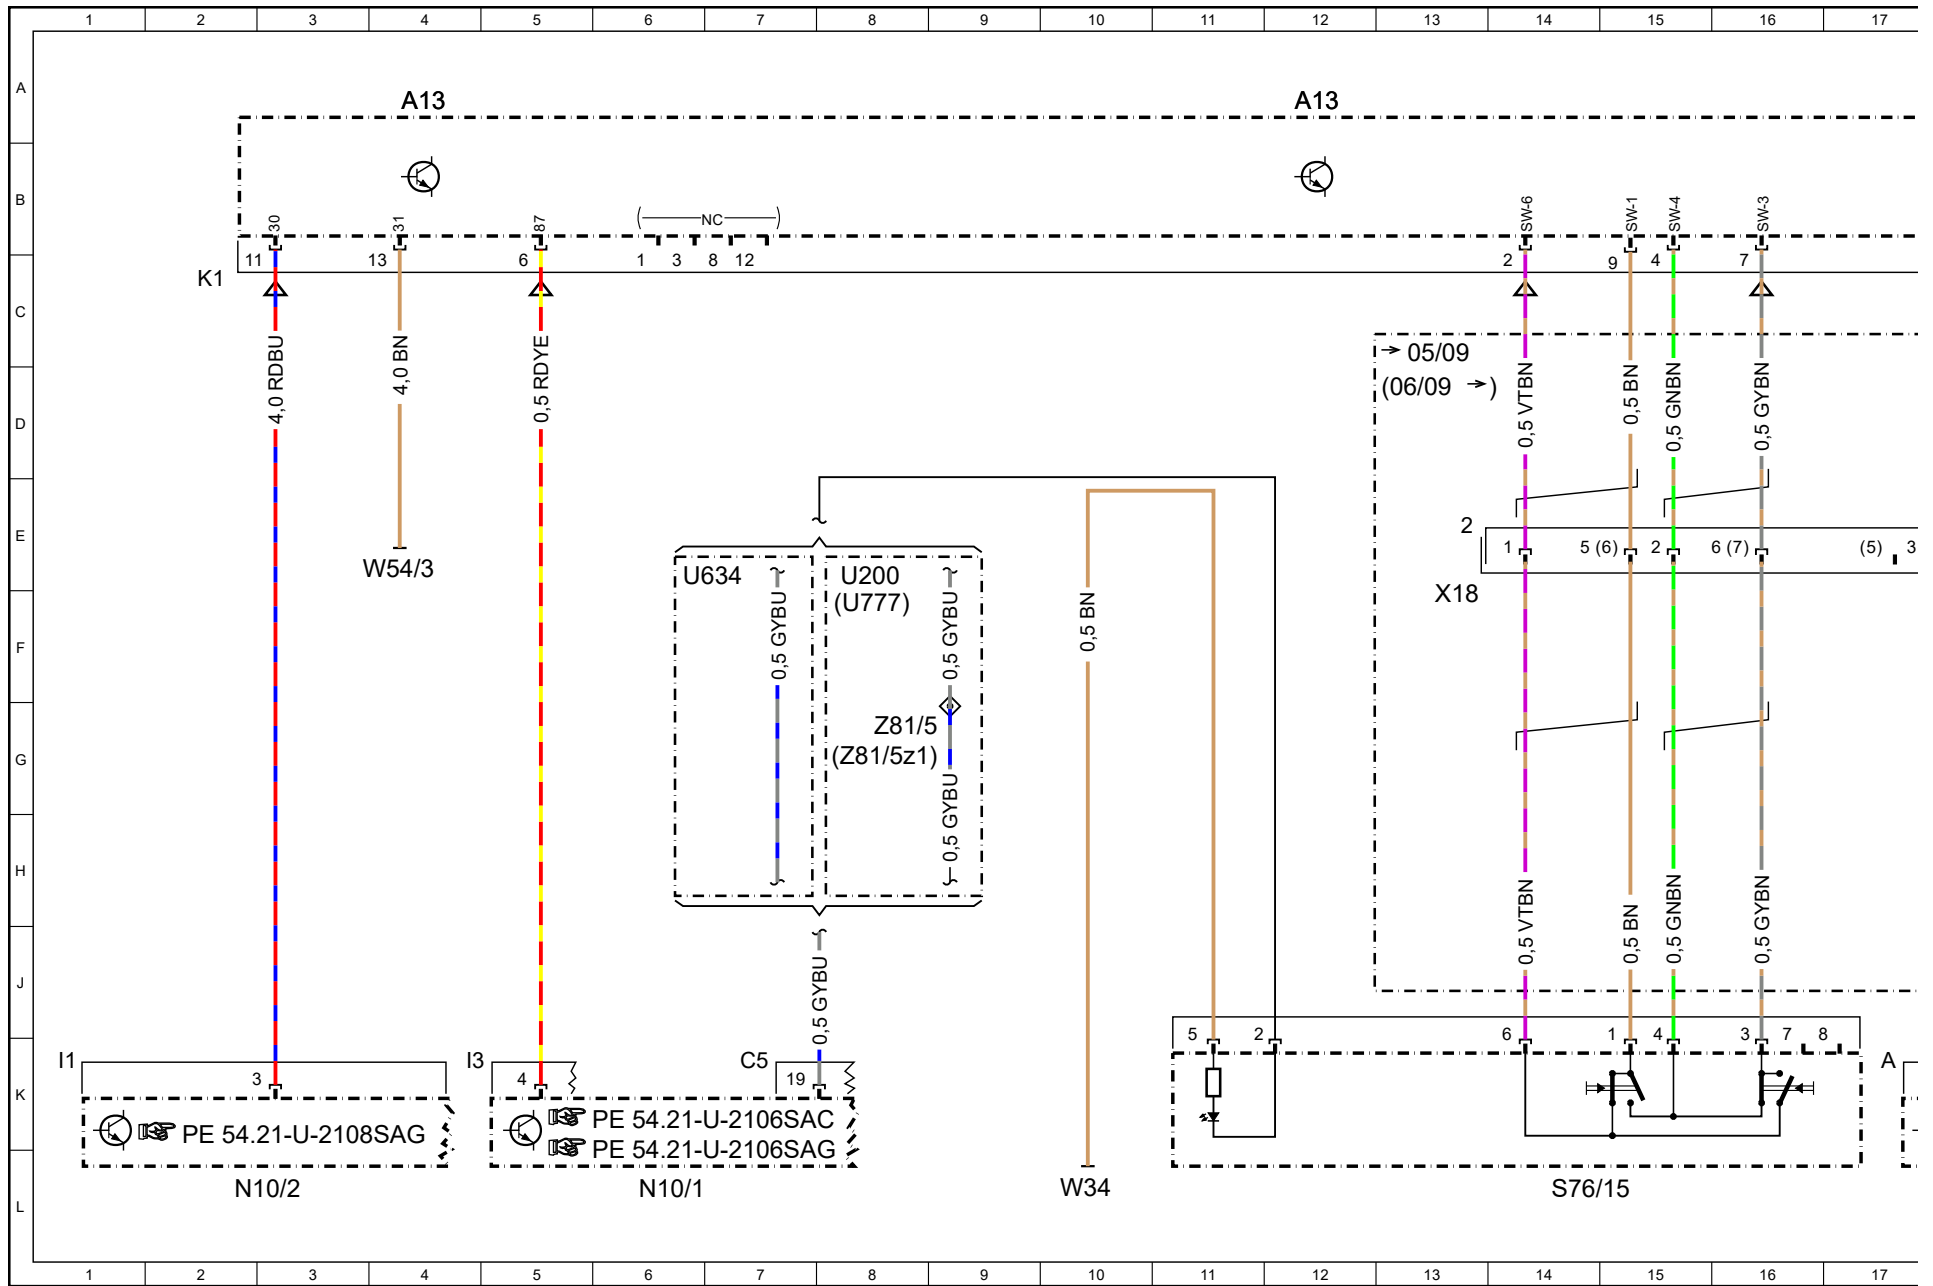 1 2 3 4 5 6 7 8 9 10 11 12 13 14 15 16 17
A
A13 A13
B
30 31 87 NC SW-6 SW-1 SW-4 SW-3
11 13 6 1 3 8 12 2 9 4 7
K1
C
→ 05/09
(06/09 → )
4,0 RDBU 4,0 BN 0,5 RDYE 0,5 VTBN 0,5 BN 0,5 GNBN 0,5 GYBN
D
2
E
1 5 (6) 2 6 (7) (5) 3
W54/3
U634 U200
(U777)
X18
0,5 GYBU 0,5 GYBU 0,5 BN
F
Z81/5
(Z81/5z1)
G
0,5 GYBU
H
0,5 VTBN 0,5 BN 0,5 GNBN 0,5 GYBN
J
0,5 GYBU
5 2 6 1 4 3 7 8
I1 I3 C5 A
3 4 19
K
PE 54.21-U-2108SAG
PE 54.21-U-2106SAC
PE 54.21-U-2106SAG
N10/2 N10/1 W34 S76/15
L
1 2 3 4 5 6 7 8 9 10 11 12 13 14 15 16 17